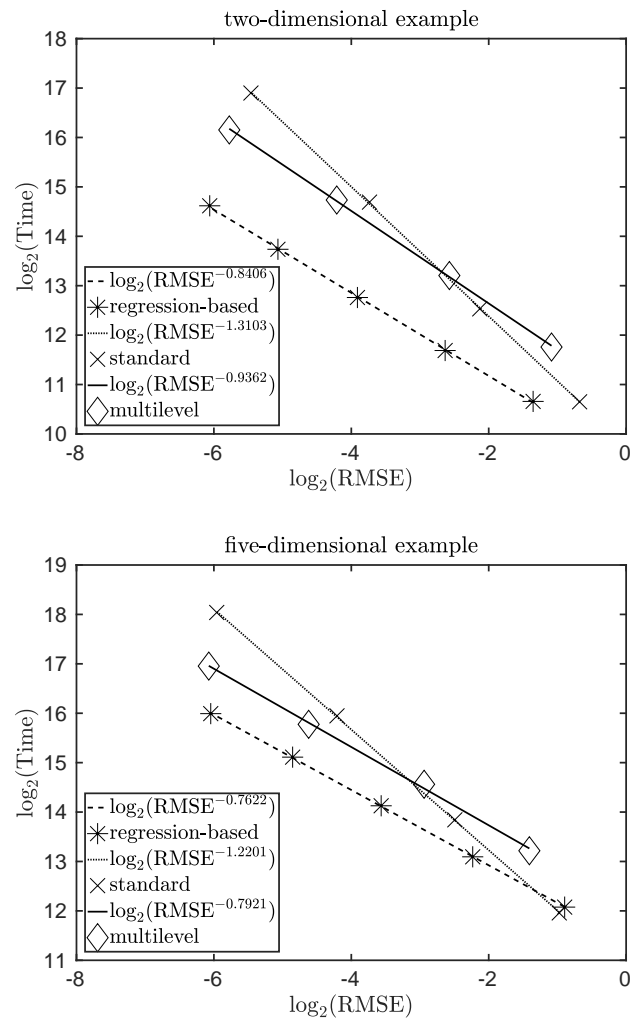 two-dimensional example
18
17
16
15
14
13
12
11
10
log₂(Time)
log₂(RMSE⁻⁰·⁸⁴⁰⁶)
regression-based
log₂(RMSE⁻¹·³¹⁰³)
standard
log₂(RMSE⁻⁰·⁹³⁶²)
multilevel
-8 -6 -4 -2 0
log₂(RMSE)
five-dimensional example
19
18
17
16
15
14
13
12
11
log₂(Time)
log₂(RMSE⁻⁰·⁷⁶²²)
regression-based
log₂(RMSE⁻¹·²²⁰¹)
standard
log₂(RMSE⁻⁰·⁷⁹²¹)
multilevel
-8 -6 -4 -2 0
log₂(RMSE)